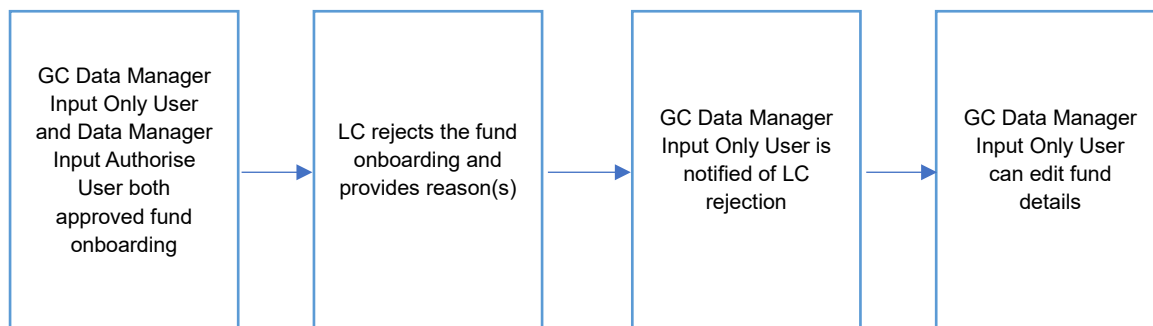 GC Data Manager
Input Only User
and Data Manager
Input Authorise
User both
approved fund
onboarding
LC rejects the fund
onboarding and
provides reason(s)
GC Data Manager
Input Only User is
notified of LC
rejection
GC Data Manager
Input Only User
can edit fund
details